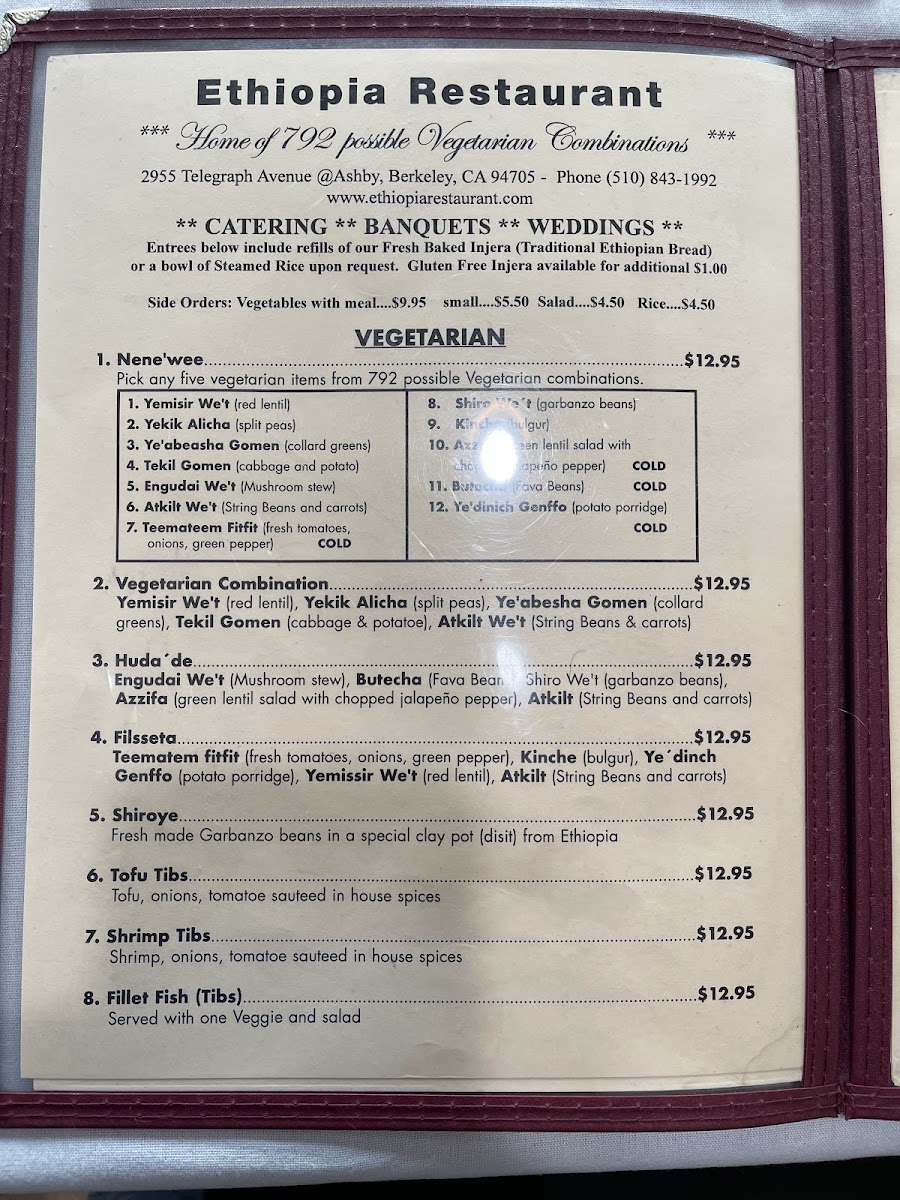 Ethiopia Restaurant
*** Home of 792 possible Vegetarian Combinations ***
2955 Telegraph Avenue @Ashby, Berkeley, CA 94705 - Phone (510) 843-1992
www.ethiopiarestaurant.com
** CATERING ** BANQUETS ** WEDDINGS **
Entrees below include refills of our Fresh Baked Injera (Traditional Ethiopian Bread)
or a bowl of Steamed Rice upon request. Gluten Free Injera available for additional $1.00
Side Orders: Vegetables with meal....$9.95 small....$5.50 Salad....$4.50 Rice....$4.50
VEGETARIAN
1. Nene'wee........$12.95
Pick any five vegetarian items from 792 possible Vegetarian combinations.
1. Yemisir We't (red lentil)
2. Yekik Alicha (split peas)
3. Ye'abeasha Gomen (collard greens)
4. Tekil Gomen (cabbage and potato)
5. Engudai We't (Mushroom stew)
6. Atkilt We't (String Beans and carrots)
7. Teemateem Fitfit (fresh tomatoes,
onions, green pepper) COLD
8. Shiro We't (garbanzo beans)
9. Kinche (bulgur)
10. lentil salad with
pepper) COLD
11. (Fava Beans) COLD
12. Ye'dinich Genffo (potato porridge)
COLD
2. Vegetarian Combination........$12.95
Yemisir We't (red lentil), Yekik Alicha (split peas), Ye'abesha Gomen (collard
greens), Tekil Gomen (cabbage & potatoe), Atkilt We't (String Beans & carrots)
3. Huda´de........$12.95
Engudai We't (Mushroom stew), Butecha (Fava Shiro We't (garbanzo beans),
Azzifa (green lentil salad with chopped jalapeño pepper), Atkilt (String Beans and carrots)
4. Filsseta........$12.95
Teematem fitfit (fresh tomatoes, onions, green pepper), Kinche (bulgur), Ye´dinch
Genffo (potato porridge), Yemissir We't (red lentil), Atkilt (String Beans and carrots)
5. Shiroye........$12.95
Fresh made Garbanzo beans in a special clay pot (disit) from Ethiopia
6. Tofu Tibs........$12.95
Tofu, onions, tomatoe sauteed in house spices
7. Shrimp Tibs........$12.95
Shrimp, onions, tomatoe sauteed in house spices
8. Fillet Fish (Tibs)........$12.95
Served with one Veggie and salad